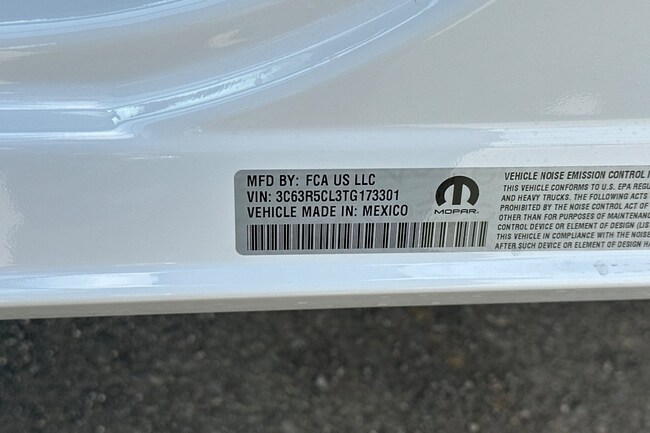 MFD BY: FCA US LLC
VIN: 3C63R5CL3TG173301
VEHICLE MADE IN: MEXICO
MOPAR
VEHICLE NOISE EMISSION CONTROL
THIS VEHICLE CONFORMS TO U.S. EPA REGU
AND HEAVY TRUCKS. THE FOLLOWING ACTS
PROHIBITED BY THE NOISE CONTROL ACT OF
OTHER THAN FOR PURPOSES OF MAINTENANC
CONTROL DEVICE OR ELEMENT OF DESIGN (LIST
THIS VEHICLE IN COMPLIANCE WITH THE NOISE
AFTER SUCH DEVICE OR ELEMENT OF DESIGN HA